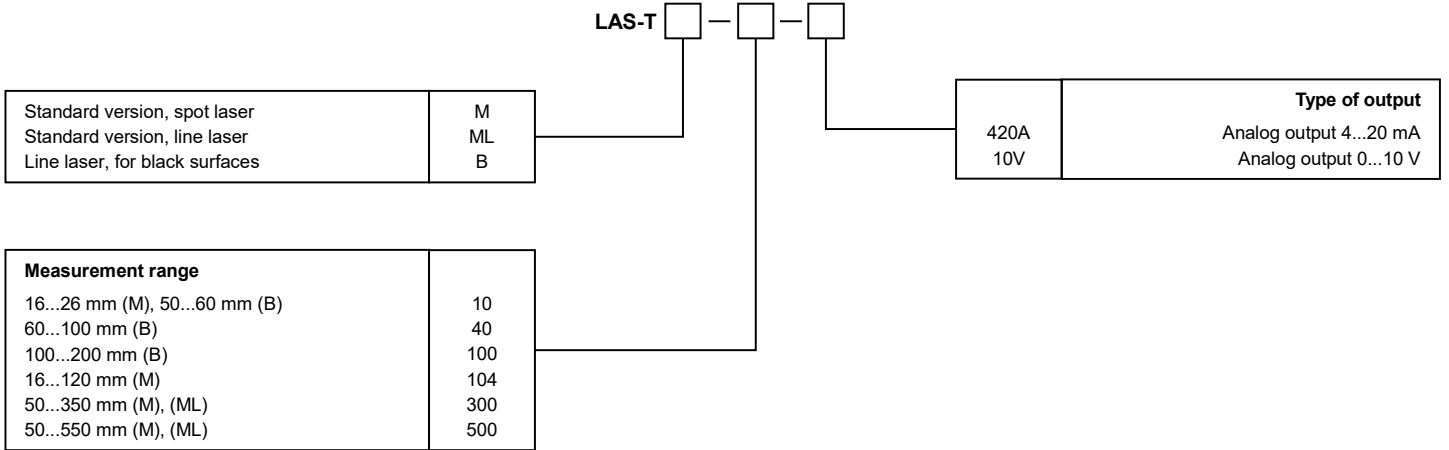 LAS-T — —
Standard version, spot laser M
Standard version, line laser ML
Line laser, for black surfaces B
Type of output
420A Analog output 4...20 mA
10V Analog output 0...10 V
Measurement range
16...26 mm (M), 50...60 mm (B) 10
60...100 mm (B) 40
100...200 mm (B) 100
16...120 mm (M) 104
50...350 mm (M), (ML) 300
50...550 mm (M), (ML) 500